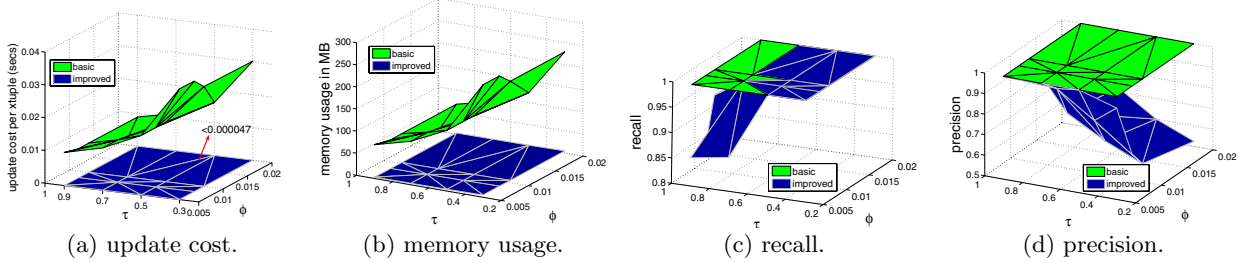 update cost per xtuple (secs)
0.04
0.03
0.02
0.01
0
basic
improved
<0.000047
1
0.9
0.7
0.5
0.3
τ
0.005
0.01
0.015
0.02
ϕ
(a) update cost.
memory usage in MB
300
250
200
150
100
50
0
basic
improved
1
0.8
0.6
0.4
0.2
τ
0.005
0.01
0.015
0.02
ϕ
(b) memory usage.
recall
1
0.95
0.9
0.85
0.8
basic
improved
1
0.8
0.6
0.4
0.2
τ
0.005
0.01
0.015
0.02
ϕ
(c) recall.
precision
1
0.9
0.8
0.7
0.6
0.5
basic
improved
1
0.8
0.6
0.4
0.2
τ
0.005
0.01
0.015
0.02
ϕ
(d) precision.